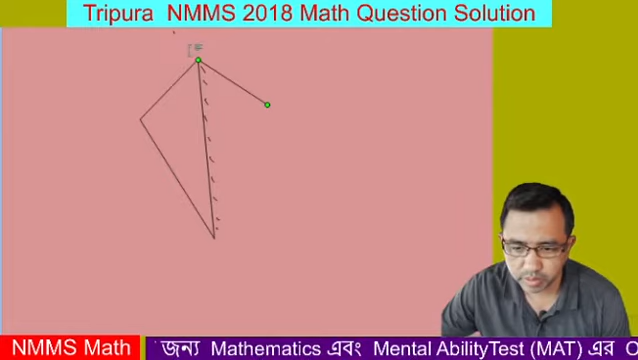 Tripura NMMS 2018 Math Question Solution
NMMS Math
জন্য Mathematics এবং Mental AbilityTest (MAT) এর